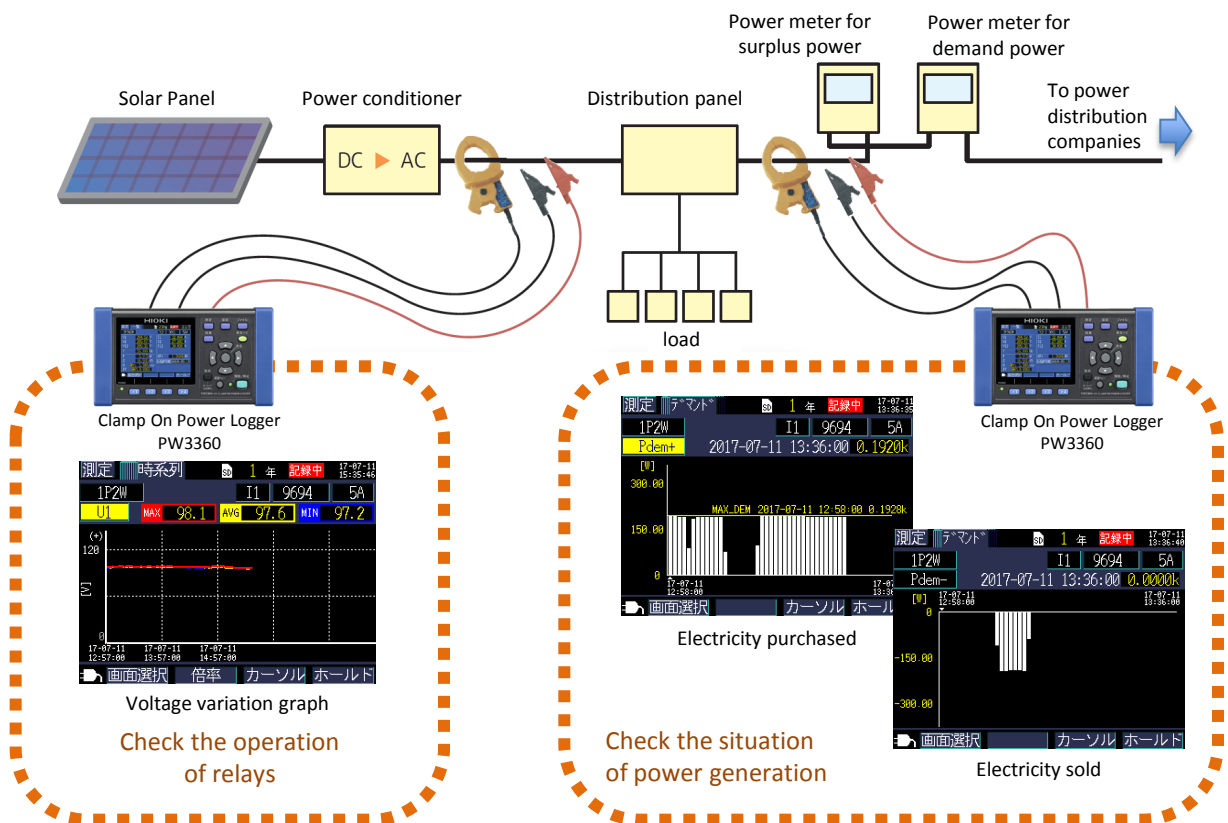 Power meter for
surplus power
Power meter for
demand power
Solar Panel
Power conditioner
Distribution panel
To power
distribution
companies
DC ▶ AC
load
HIOKI
HIOKI
Clamp On Power Logger
PW3360
Clamp On Power Logger
PW3360
測定 時系列 SD 1 年 記録中 17-07-11 15:35:46
1P2W I1 9694 5A
U1 MAX 98.1 AVG 97.6 MIN 97.2
(+)
120
[V]
0
17-07-11 17-07-11 17-07-11
12:57:00 13:57:00 14:57:00
画面選択 倍率 カーソル ホールド
Voltage variation graph
Check the operation
of relays
測定 デマンド SD 1 年 記録中 17-07-11 13:36:35
1P2W I1 9694 5A
Pdem+ 2017-07-11 13:36:00 0.1920k
[W]
300.00
MAX_DEM 2017-07-11 12:58:00 0.1928k
150.00
0
17-07-11 17-0
12:58:00 13:3
画面選択 カーソル ホール
Electricity purchased
測定 デマンド SD 1 年 記録中 17-07-11 13:36:40
1P2W I1 9694 5A
Pdem- 2017-07-11 13:36:00 0.0000k
[W] 17-07-11 17-07-11
12:58:00 13:36:00
0
-150.00
-300.00
画面選択 カーソル ホールド
Electricity sold
Check the situation
of power generation